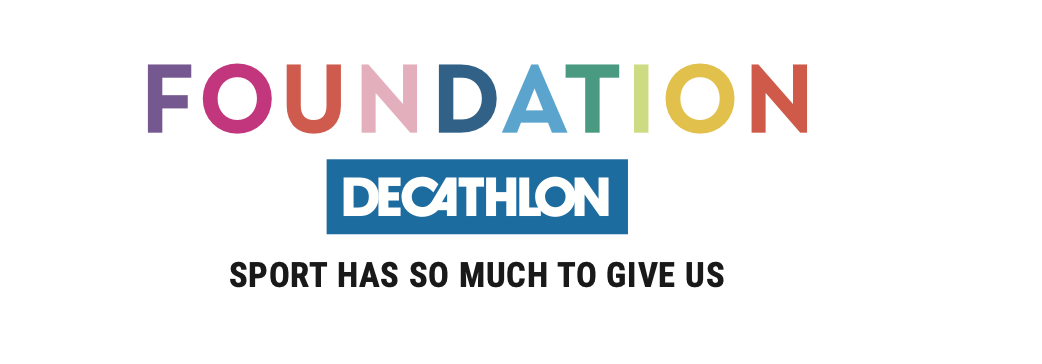 FOUNDATION
DECATHLON
SPORT HAS SO MUCH TO GIVE US